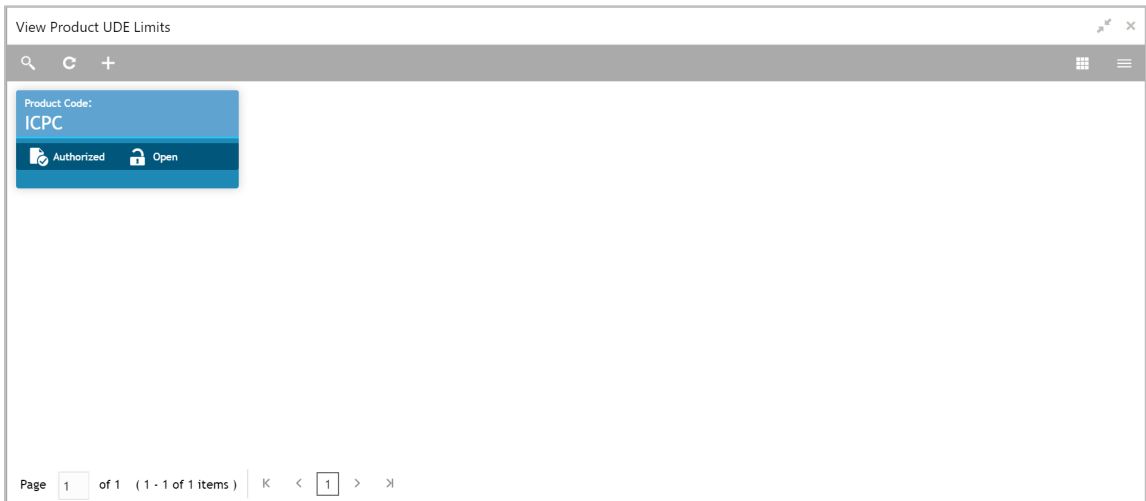 View Product UDE Limits
Product Code:
ICPC
Authorized Open
Page 1 of 1 ( 1 - 1 of 1 items ) 1